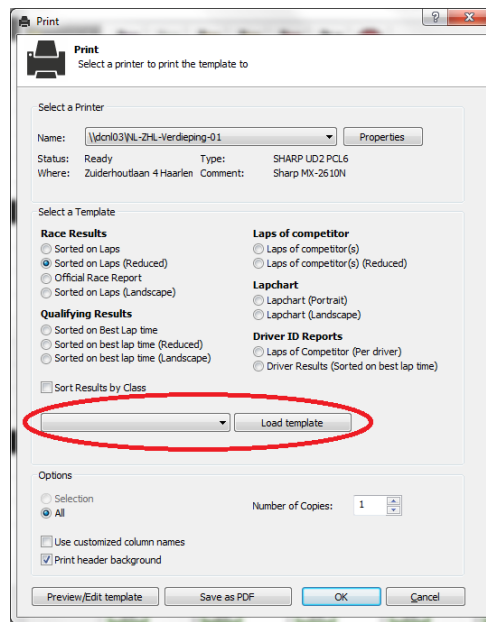 Print
Print
Select a printer to print the template to
Select a Printer
Name: \\dcnl03\NL-ZHL-Verdieping-01 Properties
Status: Ready Type: SHARP UD2 PCL6
Where: Zuiderhoutlaan 4 Haarlen Comment: Sharp MX-2610N
Select a Template
Race Results
Sorted on Laps
Sorted on Laps (Reduced)
Official Race Report
Sorted on Laps (Landscape)
Qualifying Results
Sorted on Best Lap time
Sorted on best lap time (Reduced)
Sorted on best lap time (Landscape)
Laps of competitor
Laps of competitor(s)
Laps of competitor(s) (Reduced)
Lapchart
Lapchart (Portrait)
Lapchart (Landscape)
Driver ID Reports
Laps of Competitor (Per driver)
Driver Results (Sorted on best lap time)
Sort Results by Class
Load template
Options
Selection
All
Number of Copies: 1
Use customized column names
Print header background
Preview/Edit template Save as PDF OK Cancel